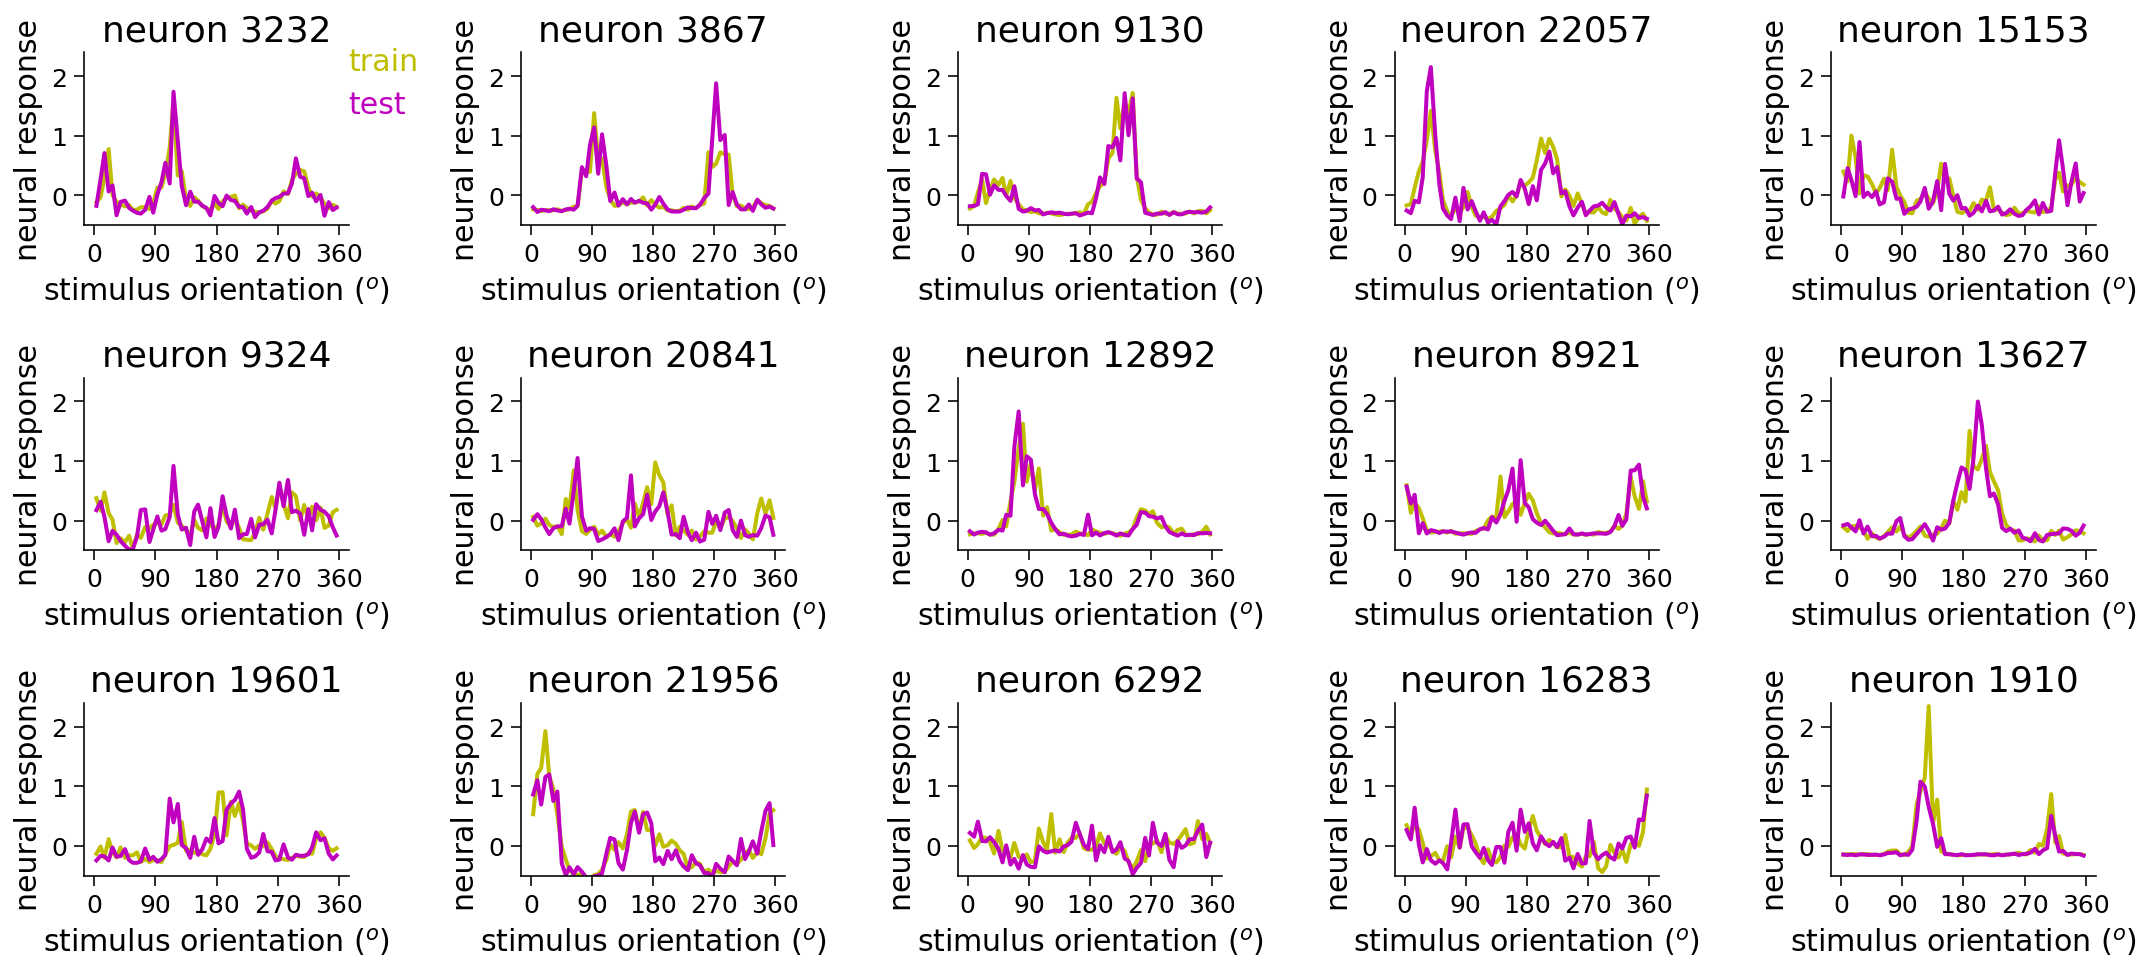 neuron 3232
neuron 3867
neuron 9130
neuron 22057
neuron 15153
train
test
neural response
2
1
0
0 90 180 270 360
stimulus orientation (º)
neural response
2
1
0
0 90 180 270 360
stimulus orientation (º)
neural response
2
1
0
0 90 180 270 360
stimulus orientation (º)
neural response
2
1
0
0 90 180 270 360
stimulus orientation (º)
neural response
2
1
0
0 90 180 270 360
stimulus orientation (º)
neuron 9324
neuron 20841
neuron 12892
neuron 8921
neuron 13627
neural response
2
1
0
0 90 180 270 360
stimulus orientation (º)
neural response
2
1
0
0 90 180 270 360
stimulus orientation (º)
neural response
2
1
0
0 90 180 270 360
stimulus orientation (º)
neural response
2
1
0
0 90 180 270 360
stimulus orientation (º)
neural response
2
1
0
0 90 180 270 360
stimulus orientation (º)
neuron 19601
neuron 21956
neuron 6292
neuron 16283
neuron 1910
neural response
2
1
0
0 90 180 270 360
stimulus orientation (º)
neural response
2
1
0
0 90 180 270 360
stimulus orientation (º)
neural response
2
1
0
0 90 180 270 360
stimulus orientation (º)
neural response
2
1
0
0 90 180 270 360
stimulus orientation (º)
neural response
2
1
0
0 90 180 270 360
stimulus orientation (º)